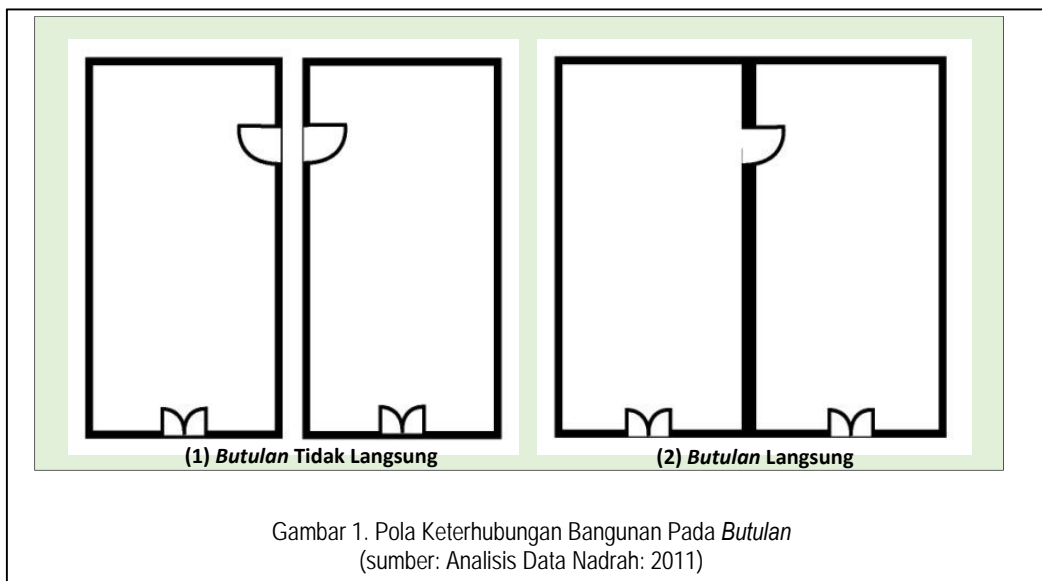 (1) Butulan Tidak Langsung
(2) Butulan Langsung
Gambar 1. Pola Keterhubungan Bangunan Pada Butulan
(sumber: Analisis Data Nadrah: 2011)